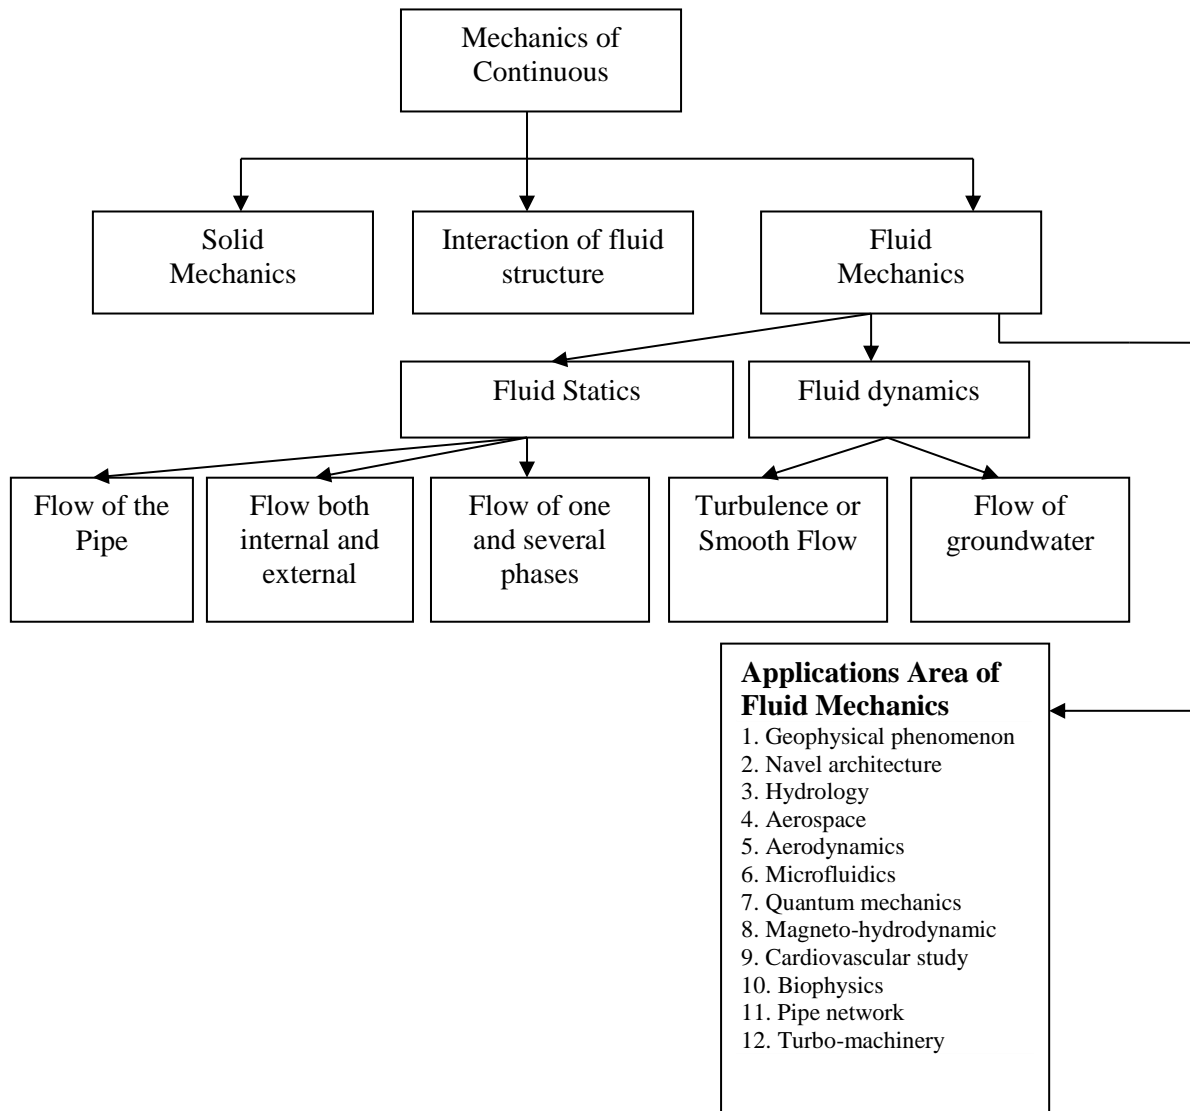 Mechanics of
Continuous
Solid
Mechanics
Interaction of fluid
structure
Fluid
Mechanics
Fluid Statics
Fluid dynamics
Flow of the
Pipe
Flow both
internal and
external
Flow of one
and several
phases
Turbulence or
Smooth Flow
Flow of
groundwater
Applications Area of
Fluid Mechanics
1. Geophysical phenomenon
2. Navel architecture
3. Hydrology
4. Aerospace
5. Aerodynamics
6. Microfluidics
7. Quantum mechanics
8. Magneto-hydrodynamic
9. Cardiovascular study
10. Biophysics
11. Pipe network
12. Turbo-machinery